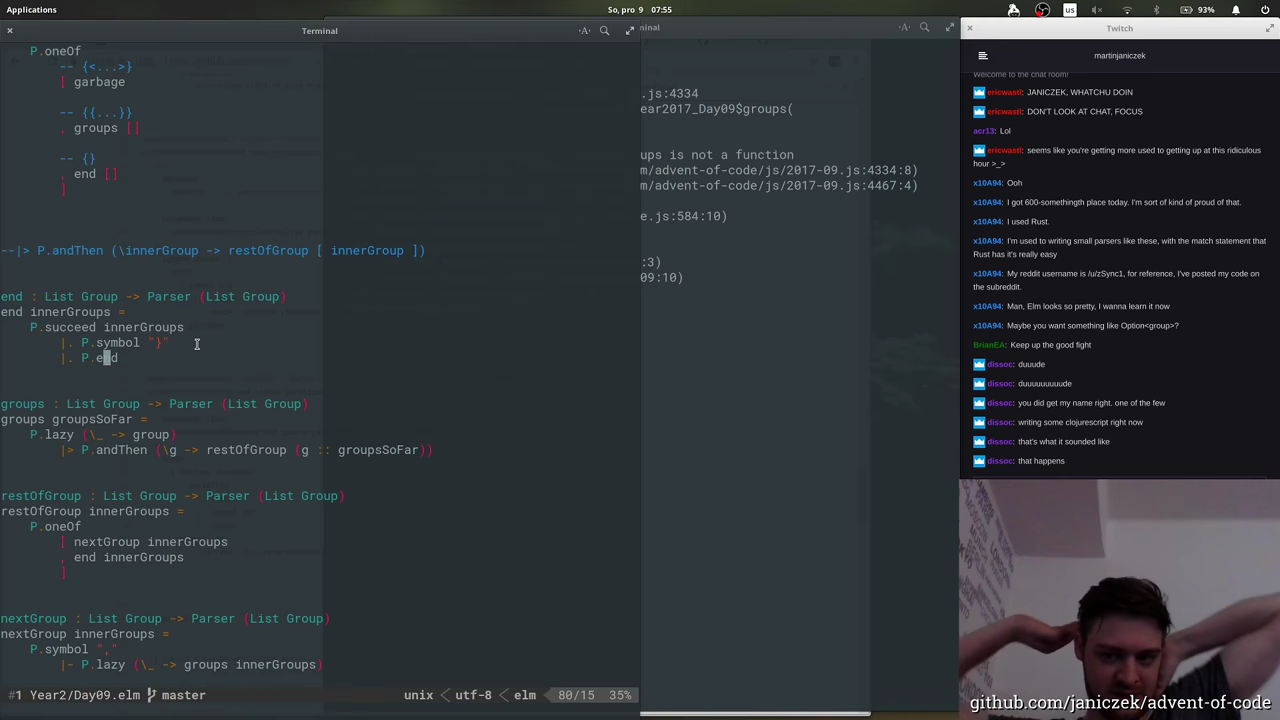 Applications
So, pro 9 07:55
us
93%
Terminal
P.oneOf
-- {<...>}
[ garbage
-- {{...}}
, groups []
-- {}
, end []
]
--|> P.andThen (\innerGroup -> restOfGroup [ innerGroup ])
end : List Group -> Parser (List Group)
end innerGroups =
P.succeed innerGroups
|. P.symbol "}"
|. P.end
groups : List Group -> Parser (List Group)
groups groupsSoFar =
P.lazy (\_ -> group)
|> P.andThen (\g -> restOfGroup (g :: groupsSoFar))
restOfGroup : List Group -> Parser (List Group)
restOfGroup innerGroups =
P.oneOf
[ nextGroup innerGroups
, end innerGroups
]
nextGroup : List Group -> Parser (List Group)
nextGroup innerGroups =
P.symbol ","
|- P.lazy (\_ -> groups innerGroups)
#1 Year2/Day09.elm master
unix < utf-8 < elm 80/15 35%
minal
.js:4334
ear2017_Day09$groups(
ups is not a function
m/advent-of-code/js/2017-09.js:4334:8)
m/advent-of-code/js/2017-09.js:4467:4)
e.js:584:10)
:3)
09:10)
Twitch
martinjaniczek
Welcome to the chat room!
ericwastl: JANICZEK, WHATCHU DOIN
ericwastl: DON'T LOOK AT CHAT, FOCUS
acr13: Lol
ericwastl: seems like you're getting more used to getting up at this ridiculous
hour >_>
x10A94: Ooh
x10A94: I got 600-somethingth place today. I'm sort of kind of proud of that.
x10A94: I used Rust.
x10A94: I'm used to writing small parsers like these, with the match statement that
Rust has it's really easy
x10A94: My reddit username is /u/zSync1, for reference, I've posted my code on
the subreddit.
x10A94: Man, Elm looks so pretty, I wanna learn it now
x10A94: Maybe you want something like Option<group>?
BrianEA: Keep up the good fight
dissoc: duuude
dissoc: duuuuuuuuude
dissoc: you did get my name right. one of the few
dissoc: writing some clojurescript right now
dissoc: that's what it sounded like
dissoc: that happens
github.com/janiczek/advent-of-code